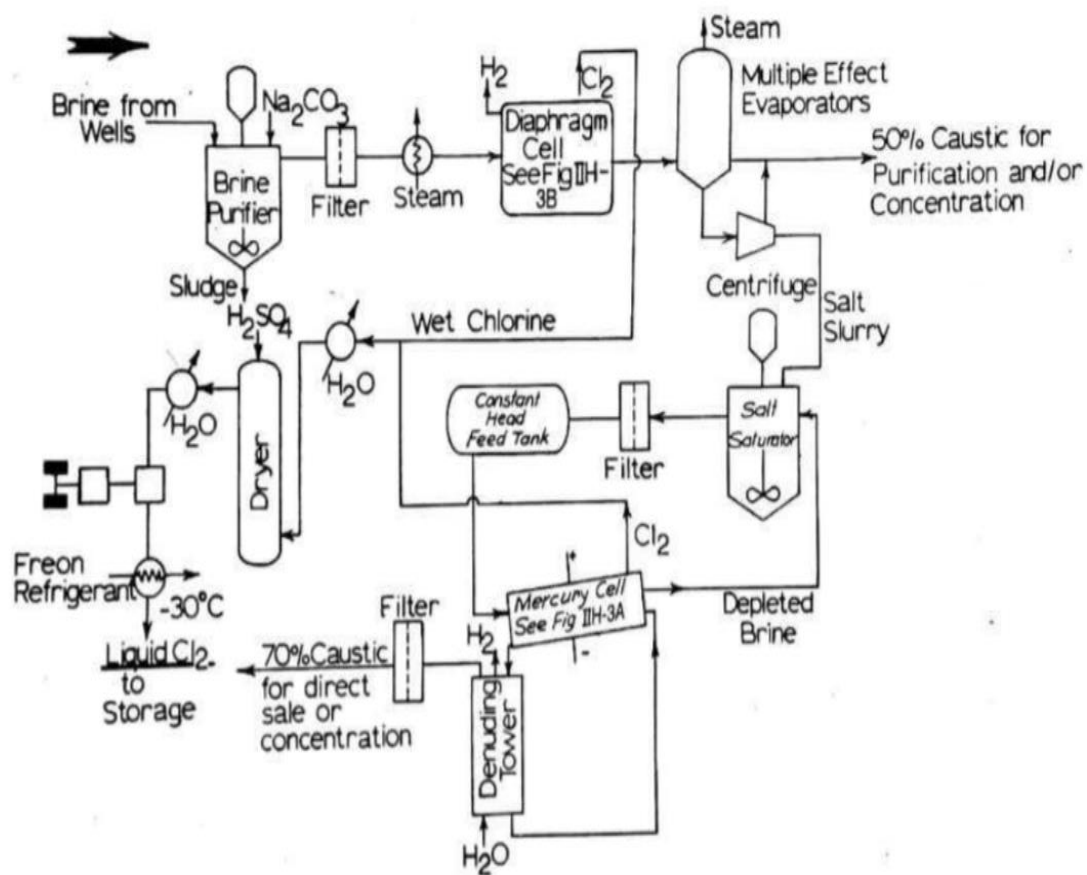 Steam
H₂
Cl₂
Multiple Effect
Evaporators
Brine from
Wells
Na₂CO₃
Diaphragm
Cell
See Fig IIH-
3B
50% Caustic for
Purification and/or
Concentration
Brine
Purifier
Filter
Steam
Sludge
Centrifuge
Salt
Slurry
H₂SO₄
Wet Chlorine
H₂O
H₂O
Constant
Head
Feed Tank
Filter
Salt
Saturator
Dryer
Cl₂
Freon
Refrigerant
-30°C
Filter
Mercury Cell
See Fig IIH-3A
+
-
Depleted
Brine
H₂
Liquid Cl₂-
to
Storage
70% Caustic
for direct
sale or
concentration
Denuding
Tower
H₂O